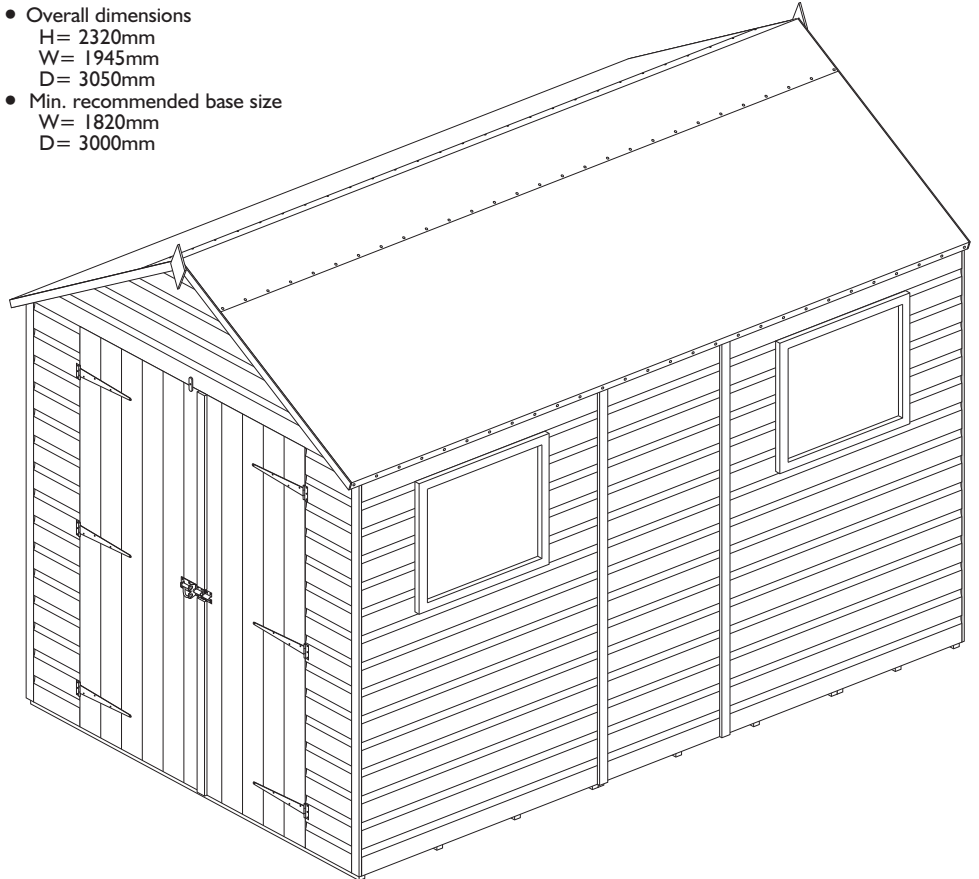 • Overall dimensions
H= 2320mm
W= 1945mm
D= 3050mm
• Min. recommended base size
W= 1820mm
D= 3000mm